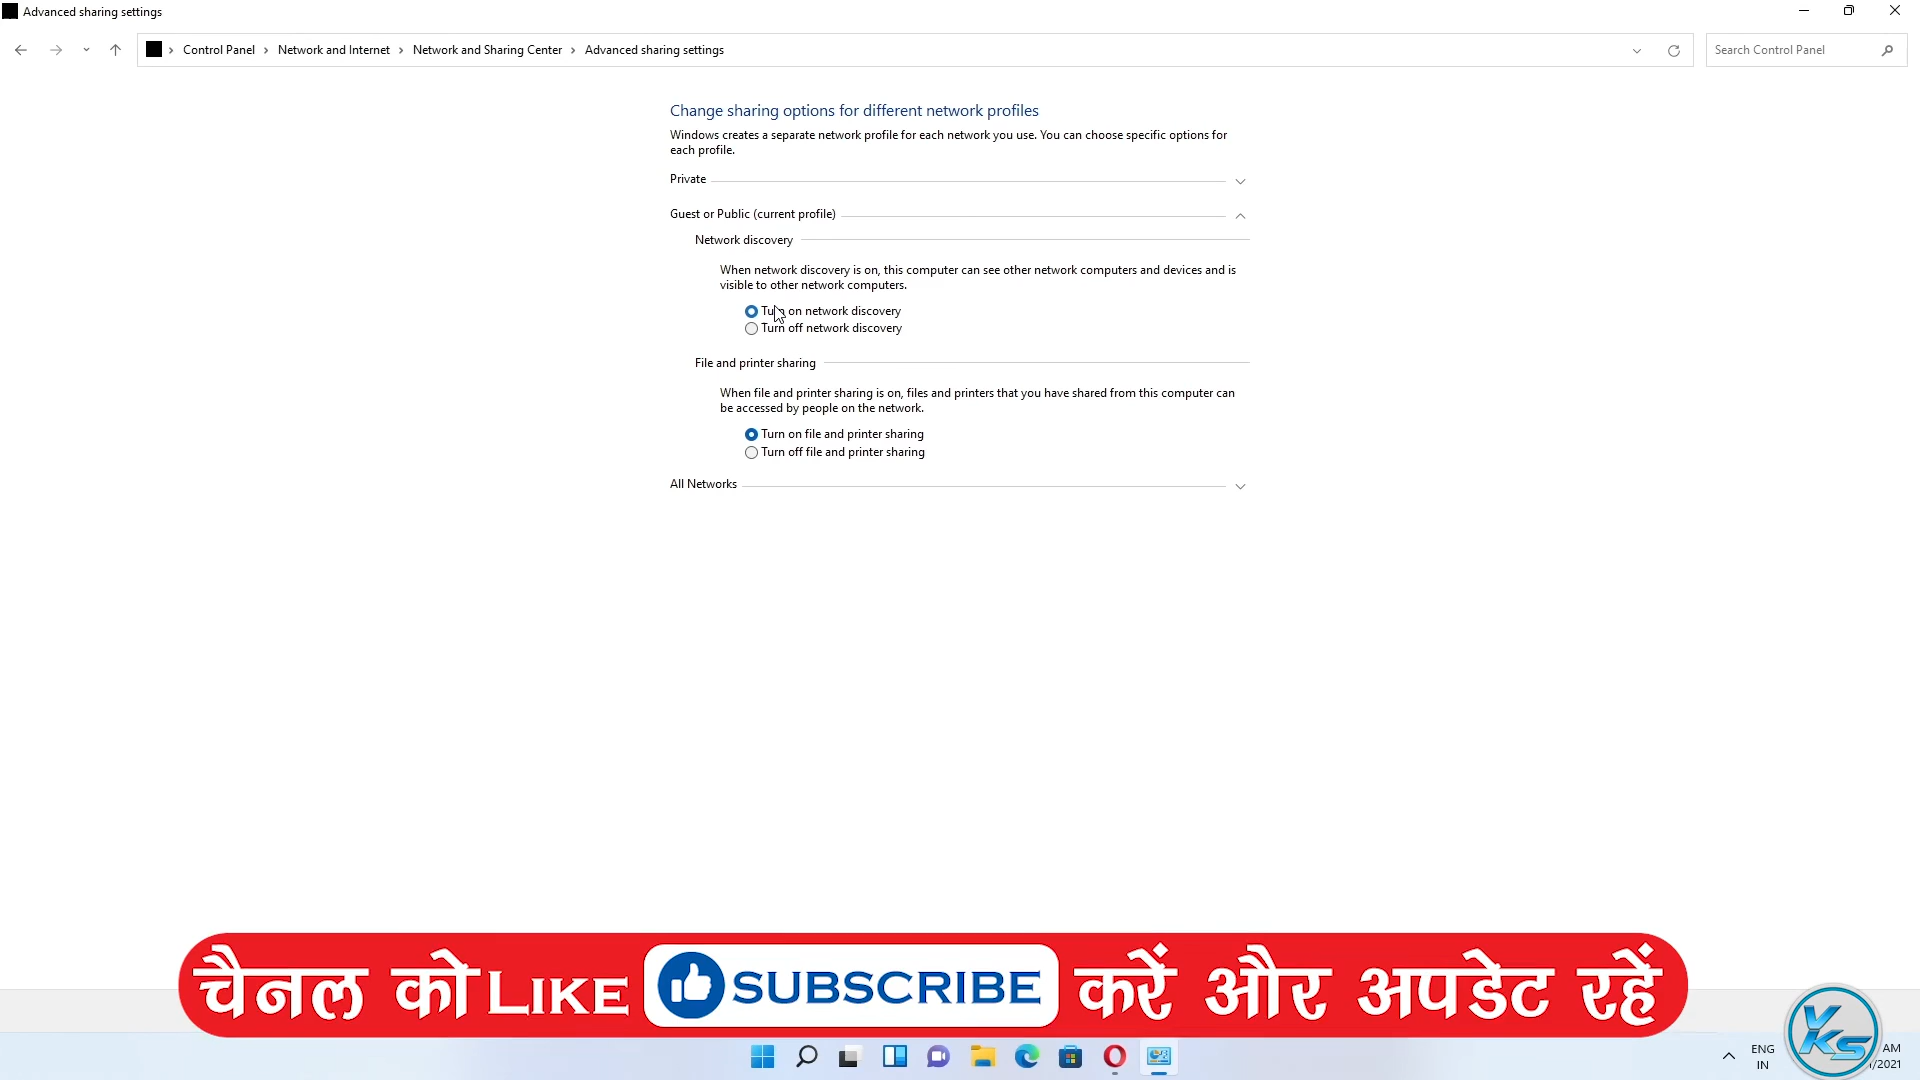 Advanced sharing settings
Control Panel > Network and Internet > Network and Sharing Center > Advanced sharing settings
Search Control Panel
Change sharing options for different network profiles
Windows creates a separate network profile for each network you use. You can choose specific options for
each profile.
Private
Guest or Public (current profile)
Network discovery
When network discovery is on, this computer can see other network computers and devices and is
visible to other network computers.
Turn on network discovery
Turn off network discovery
File and printer sharing
When file and printer sharing is on, files and printers that you have shared from this computer can
be accessed by people on the network.
Turn on file and printer sharing
Turn off file and printer sharing
All Networks
चैनल को LIKE SUBSCRIBE करें और अपडेट रहें
ENG
IN
YKS
AM
/2021